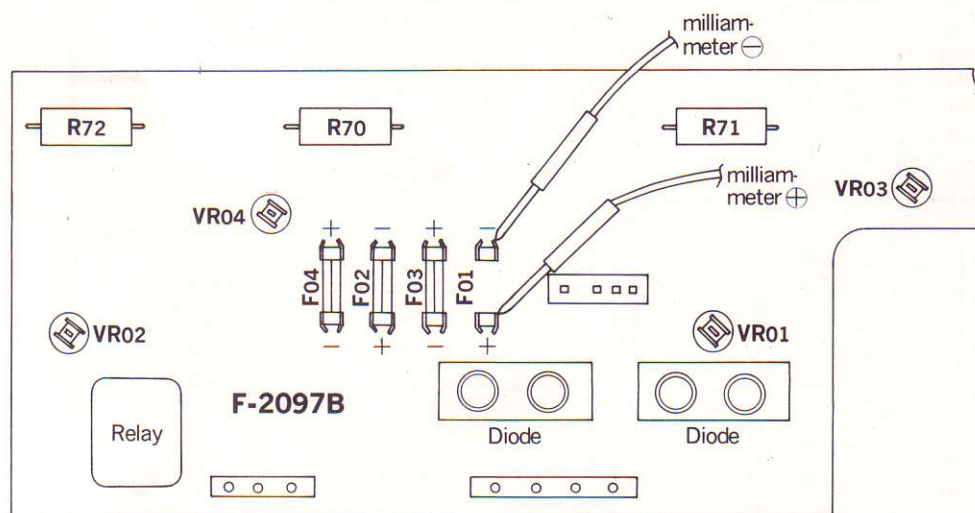 milliam-
meter ⊖
R72
R70
R71
milliam-
meter ⊕
VR03
VR04
+ − + −
F04
F02
F03
F01
VR02
VR01
− + − +
F-2097B
Relay
Diode
Diode